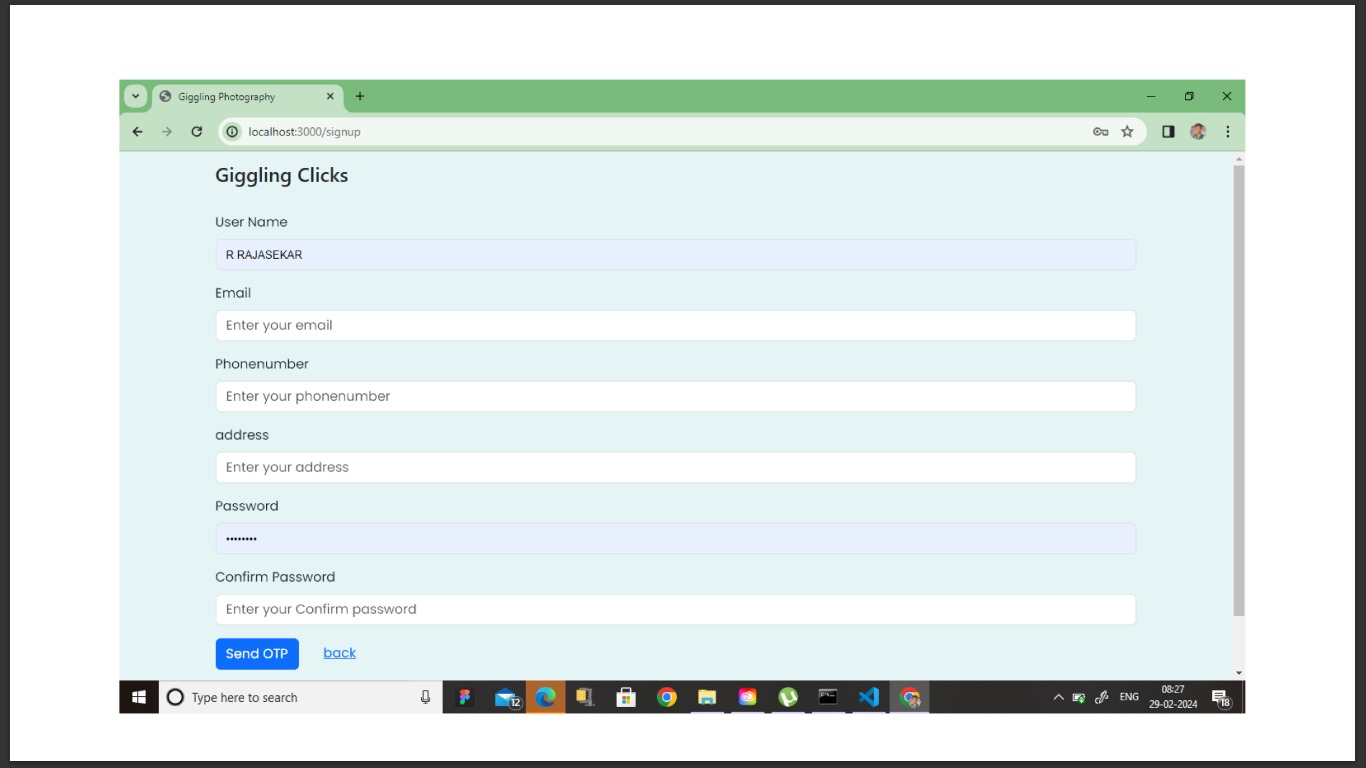 Giggling Photography
localhost:3000/signup
Giggling Clicks
User Name
R RAJASEKAR
Email
Enter your email
Phonenumber
Enter your phonenumber
address
Enter your address
Password
••••••••
Confirm Password
Enter your Confirm password
Send OTP back
Type here to search 12 ENG 08:27 18
29-02-2024